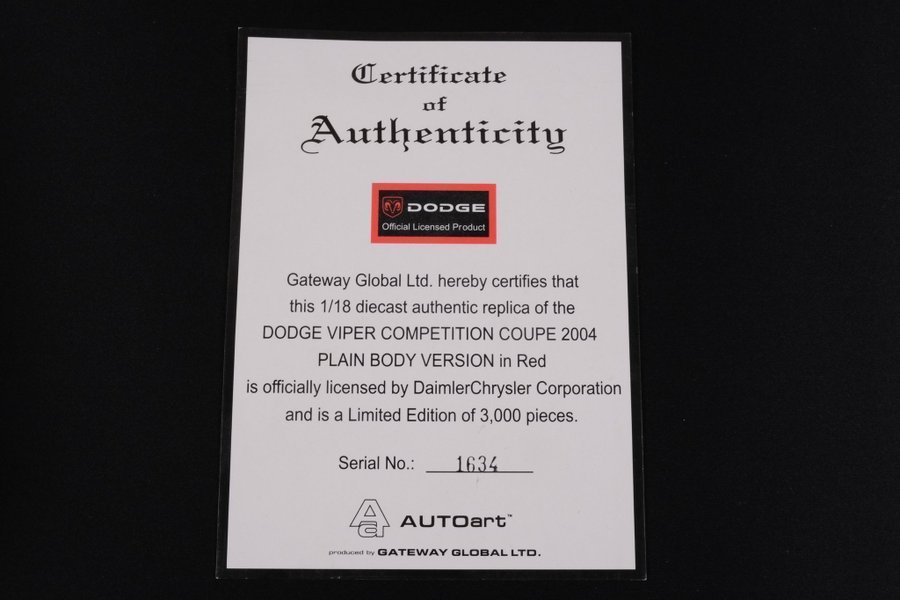 Certificate
of
Authenticity
DODGE
Official Licensed Product
Gateway Global Ltd. hereby certifies that
this 1/18 diecast authentic replica of the
DODGE VIPER COMPETITION COUPE 2004
PLAIN BODY VERSION in Red
is officially licensed by DaimlerChrysler Corporation
and is a Limited Edition of 3,000 pieces.
Serial No.: 1634
Aa AUTOart™
produced by GATEWAY GLOBAL LTD.